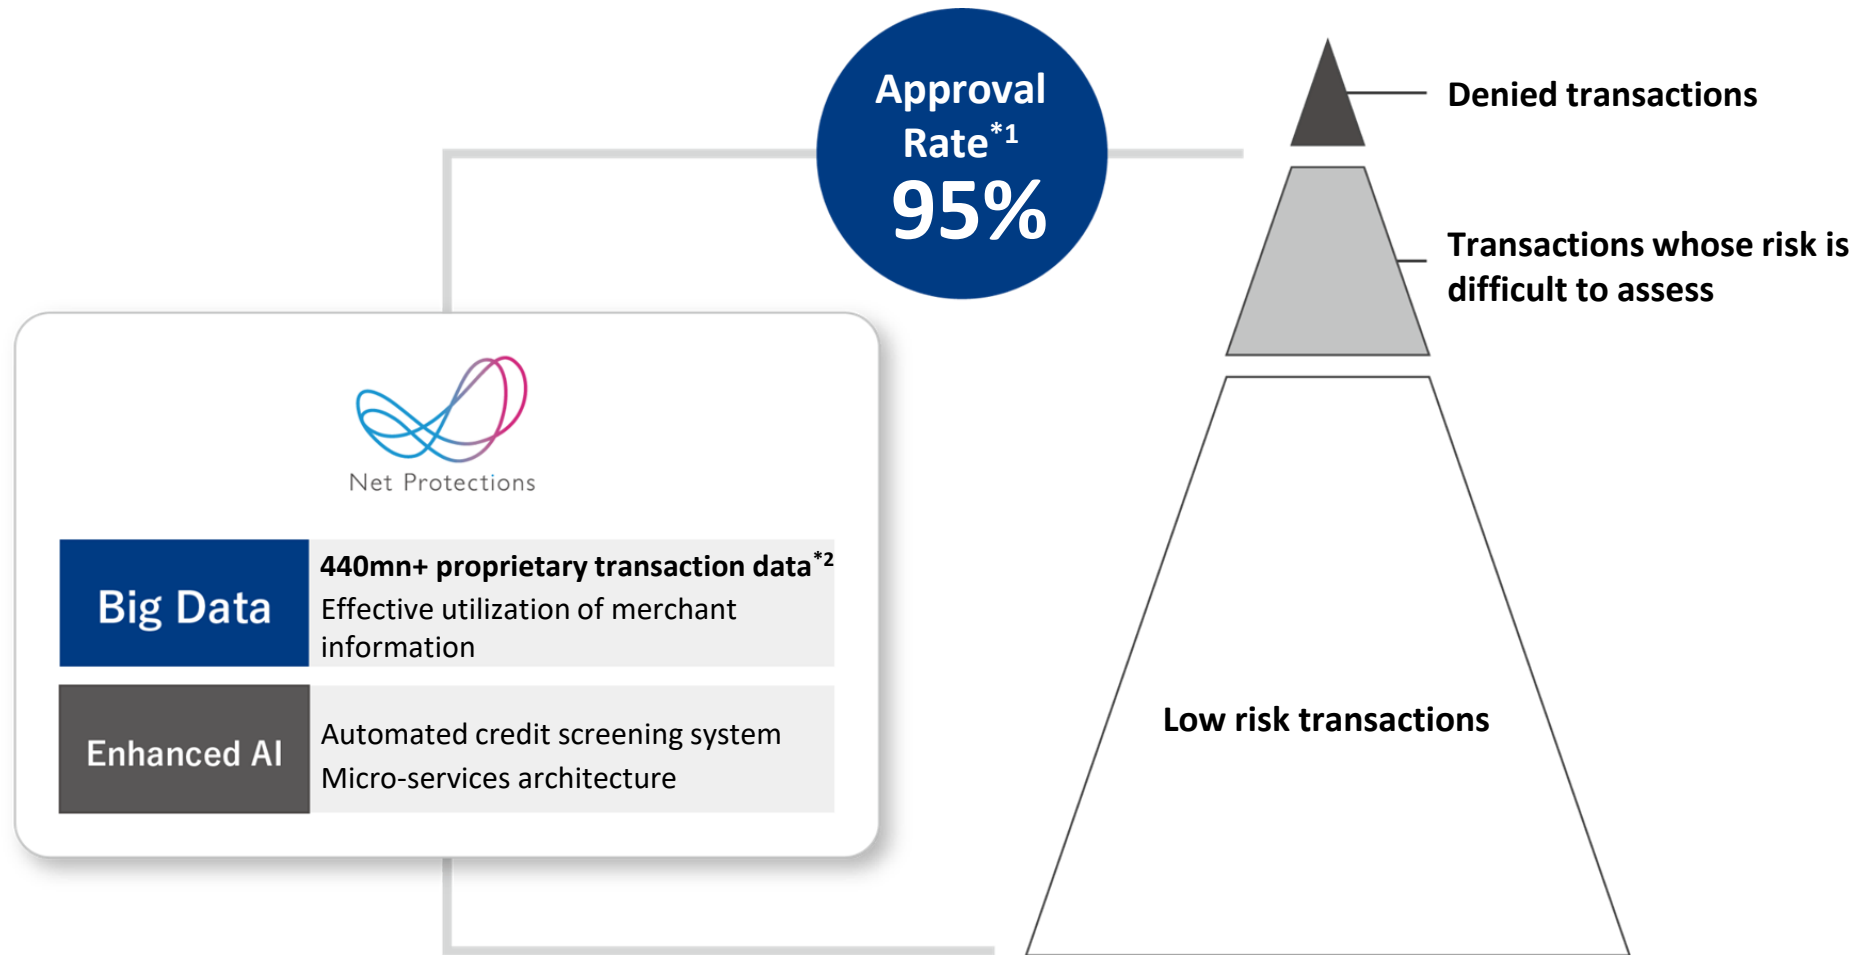 Approval
Rate*1
95%
Denied transactions
Transactions whose risk is
difficult to assess
Net Protections
Big Data
440mn+ proprietary transaction data*2
Effective utilization of merchant
information
Enhanced AI
Automated credit screening system
Micro-services architecture
Low risk transactions